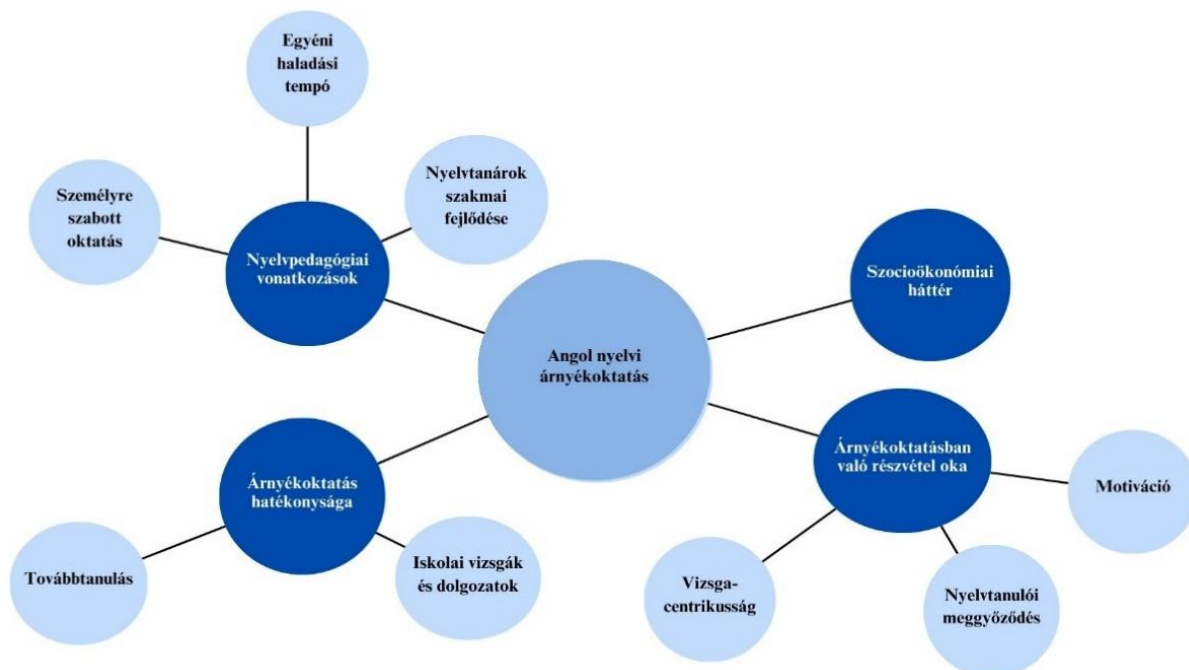 Egyéni
haladási
tempó
Személyre
szabott
oktatás
Nyelvtanárok
szakmai
fejlődése
Nyelvpedagógiai
vonatkozások
Szocioökonómiai
háttér
Angol nyelvi
árnyékoktatás
Árnyékoktatásban
való részvétel oka
Árnyékoktatás
hatékonysága
Motiváció
Továbbtanulás
Iskolai vizsgák
és dolgozatok
Vizsga-
centrikusság
Nyelvtanulói
meggyőződés